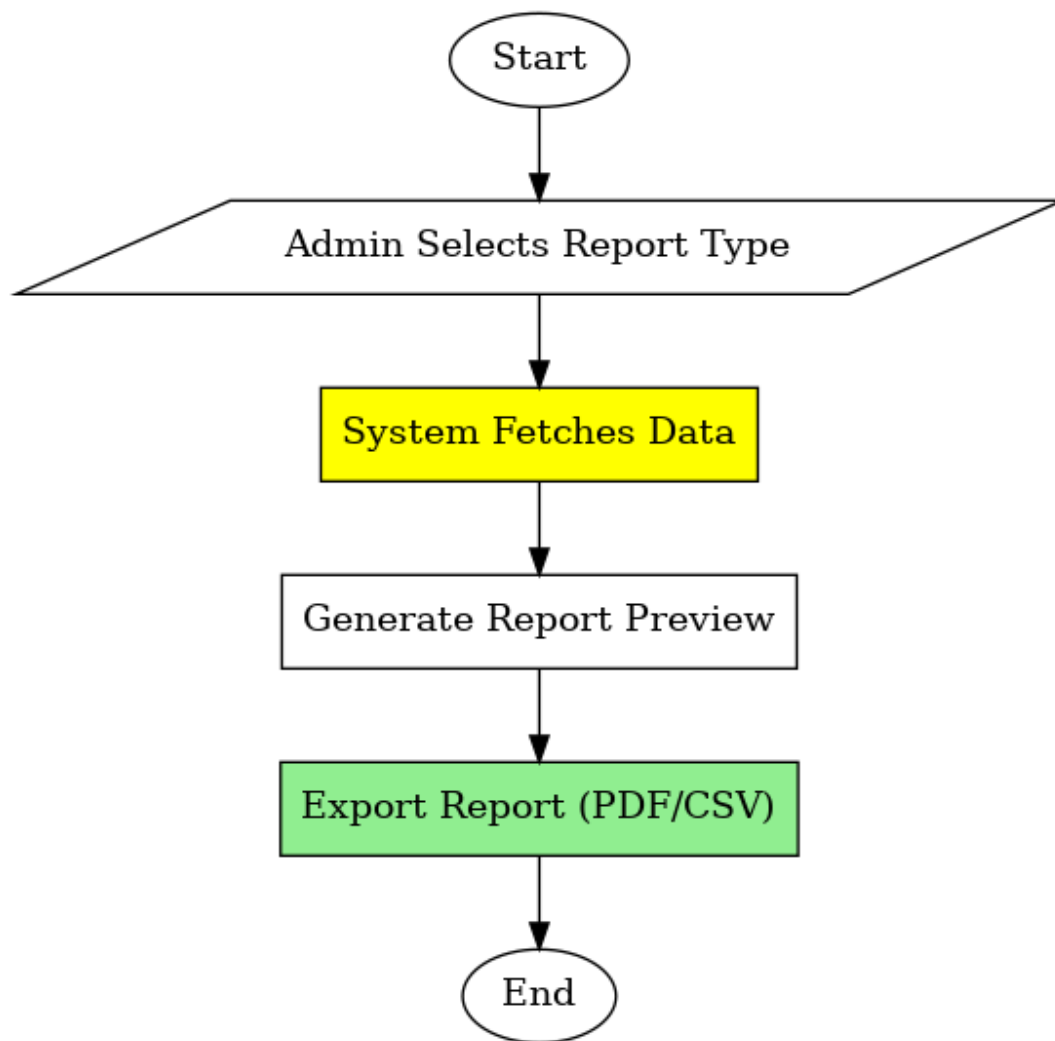 Start
Admin Selects Report Type
System Fetches Data
Generate Report Preview
Export Report (PDF/CSV)
End